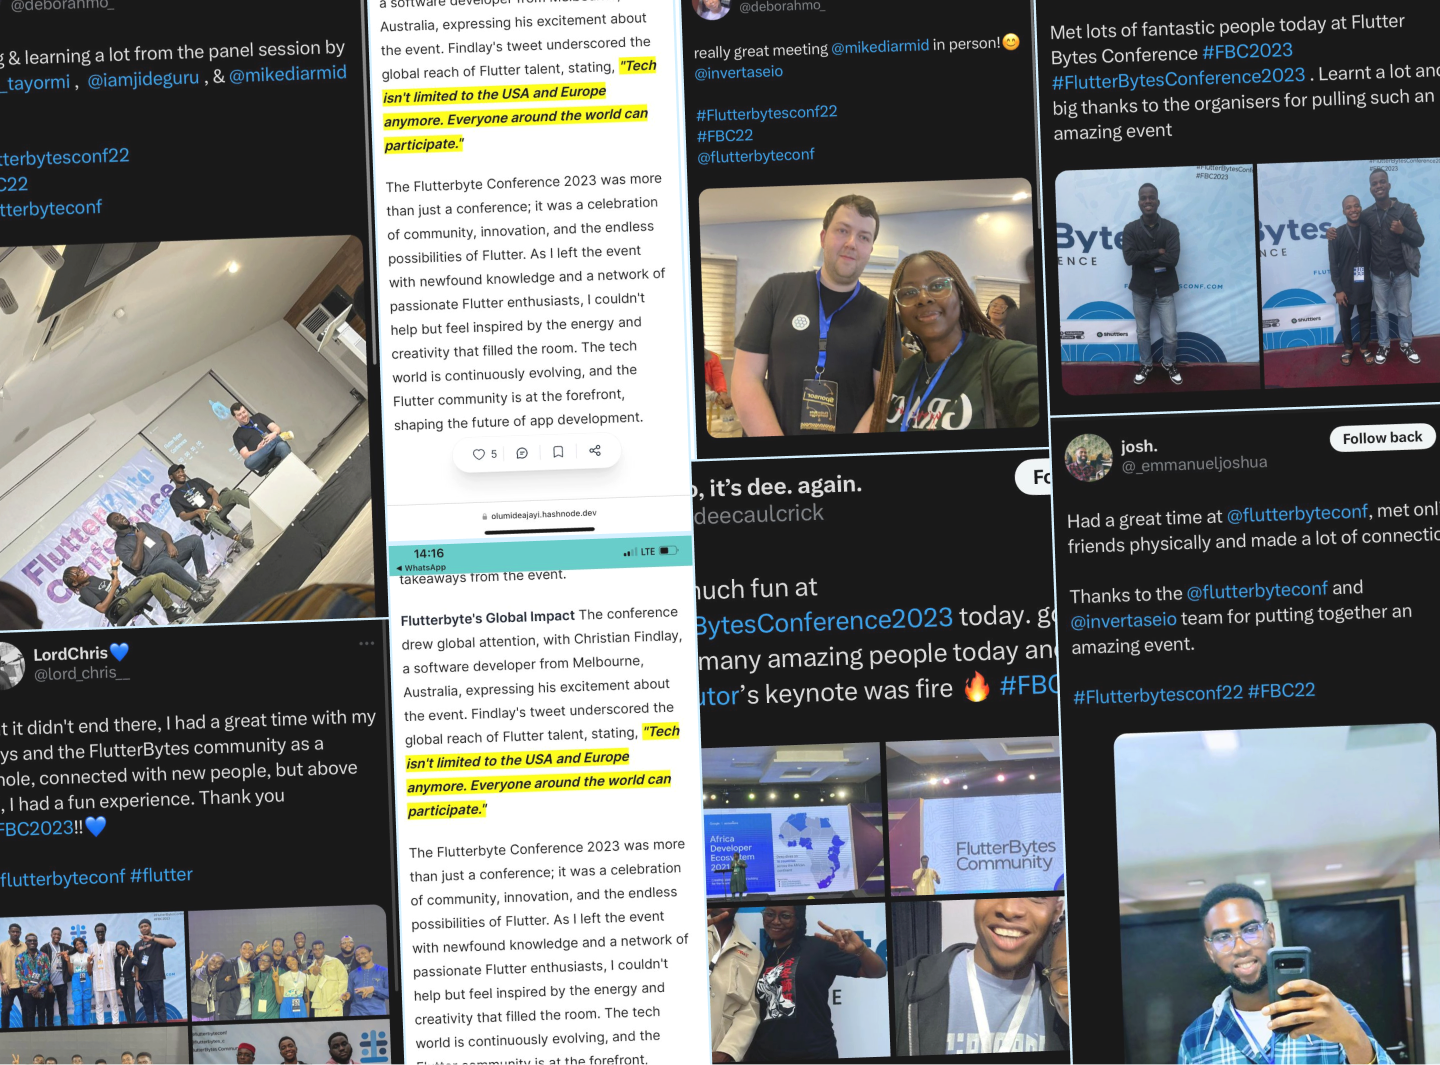 @deborahmo_
g & learning a lot from the panel session by
_tayormi , @iamjideguru , & @mikediarmid
tterbytesconf22
C22
tterbyteconf
Flutterbyte
Conference
LordChris💙
@lord_chris__
t it didn't end there, I had a great time with my
ys and the FlutterBytes community as a
hole, connected with new people, but above
, I had a fun experience. Thank you
FBC2023!!💙
flutterbyteconf #flutter
a software developer from Melbourne,
Australia, expressing his excitement about
the event. Findlay's tweet underscored the
global reach of Flutter talent, stating, "Tech
isn't limited to the USA and Europe
anymore. Everyone around the world can
participate."
The Flutterbyte Conference 2023 was more
than just a conference; it was a celebration
of community, innovation, and the endless
possibilities of Flutter. As I left the event
with newfound knowledge and a network of
passionate Flutter enthusiasts, I couldn't
help but feel inspired by the energy and
creativity that filled the room. The tech
world is continuously evolving, and the
Flutter community is at the forefront,
shaping the future of app development.
5
olumideajayi.hashnode.dev
14:16
LTE
WhatsApp
takeaways from the event.
Flutterbyte's Global Impact The conference
drew global attention, with Christian Findlay,
a software developer from Melbourne,
Australia, expressing his excitement about
the event. Findlay's tweet underscored the
global reach of Flutter talent, stating, "Tech
isn't limited to the USA and Europe
anymore. Everyone around the world can
participate."
The Flutterbyte Conference 2023 was more
than just a conference; it was a celebration
of community, innovation, and the endless
possibilities of Flutter. As I left the event
with newfound knowledge and a network of
passionate Flutter enthusiasts, I couldn't
help but feel inspired by the energy and
creativity that filled the room. The tech
world is continuously evolving, and the
Flutter community is at the forefront,
@deborahmo_
really great meeting @mikediarmid in person!😊
@invertaseio
#Flutterbytesconf22
#FBC22
@flutterbyteconf
o, it's dee. again.
deecaulcrick
Fo
much fun at
BytesConference2023 today. go
many amazing people today and
utor's keynote was fire 🔥 #FBC
Africa
Developer
Ecosystem
2021
FlutterBytes
Community
E
Met lots of fantastic people today at Flutter
Bytes Conference #FBC2023
#FlutterBytesConference2023 . Learnt a lot and
big thanks to the organisers for pulling such an
amazing event
#FBC2023
Byte
ENCE
shuttlers
Bytes
ENCE
shuttlers
josh.
@_emmanueljoshua
Follow back
Had a great time at @flutterbyteconf, met onl
friends physically and made a lot of connectio
Thanks to the @flutterbyteconf and
@invertaseio team for putting together an
amazing event.
#Flutterbytesconf22 #FBC22